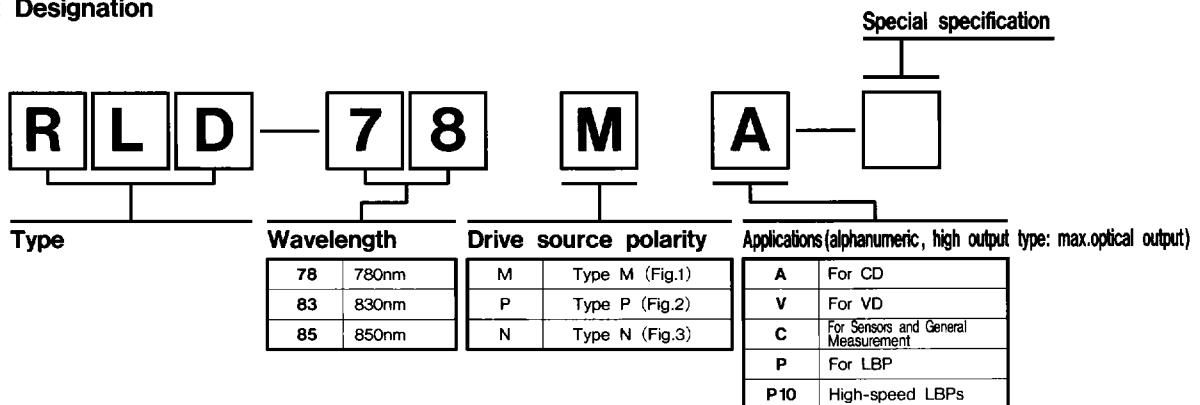 Designation
Special specification
RLD—78 M A—
Type
Wavelength
78 780nm
83 830nm
85 850nm
Drive source polarity
M Type M (Fig.1)
P Type P (Fig.2)
N Type N (Fig.3)
Applications(alphanumeric, high output type: max.optical output)
A For CD
V For VD
C For Sensors and General
Measurement
P For LBP
P10 High-speed LBPs